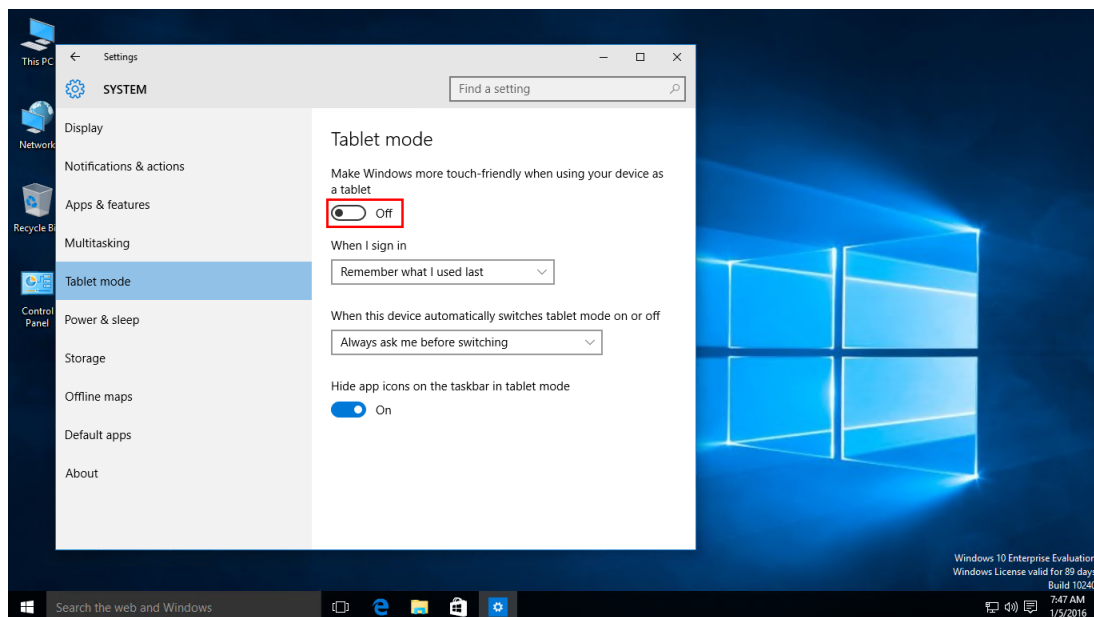 This PC
Network
Recycle Bi
Control
Panel
Settings
SYSTEM
Find a setting
Display
Notifications & actions
Apps & features
Multitasking
Tablet mode
Power & sleep
Storage
Offline maps
Default apps
About
Tablet mode
Make Windows more touch-friendly when using your device as
a tablet
Off
When I sign in
Remember what I used last
When this device automatically switches tablet mode on or off
Always ask me before switching
Hide app icons on the taskbar in tablet mode
On
Windows 10 Enterprise Evaluation
Windows License valid for 89 days
Build 10240
Search the web and Windows
7:47 AM
1/5/2016